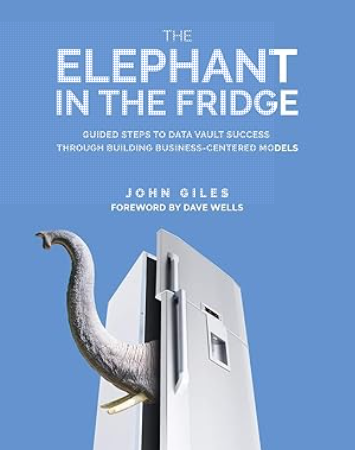 THE
ELEPHANT
IN THE FRIDGE
GUIDED STEPS TO DATA VAULT SUCCESS
THROUGH BUILDING BUSINESS-CENTERED MODELS
JOHN GILES
FOREWORD BY DAVE WELLS